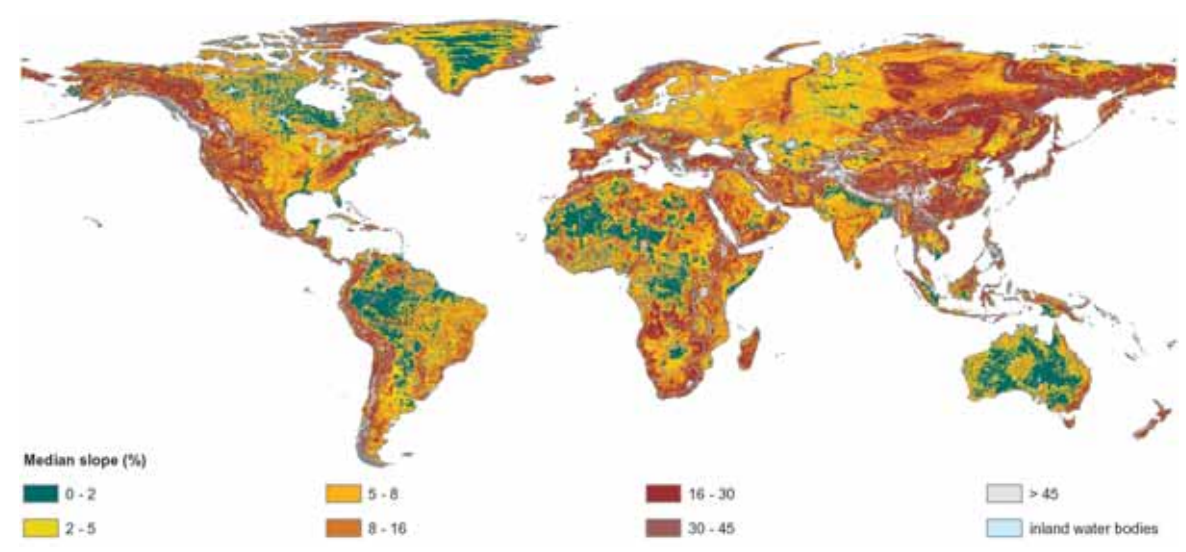 Median slope (%)
0 - 2
5 - 8
16 - 30
> 45
2 - 5
8 - 16
30 - 45
inland water bodies